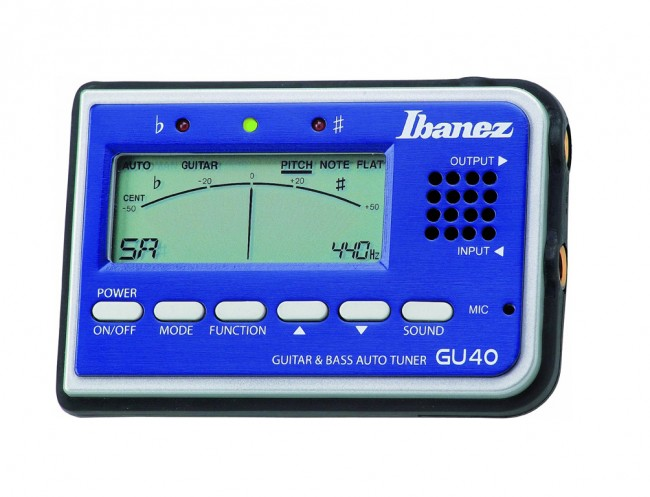 ♭ ♯
Ibanez
AUTO GUITAR PITCH NOTE FLAT
♭ -20 0 +20 ♯
CENT
-50 +50
5A 440Hz
OUTPUT ▶
INPUT ◀
POWER
ON/OFF MODE FUNCTION ▲ ▼ SOUND
MIC
GUITAR & BASS AUTO TUNER GU40